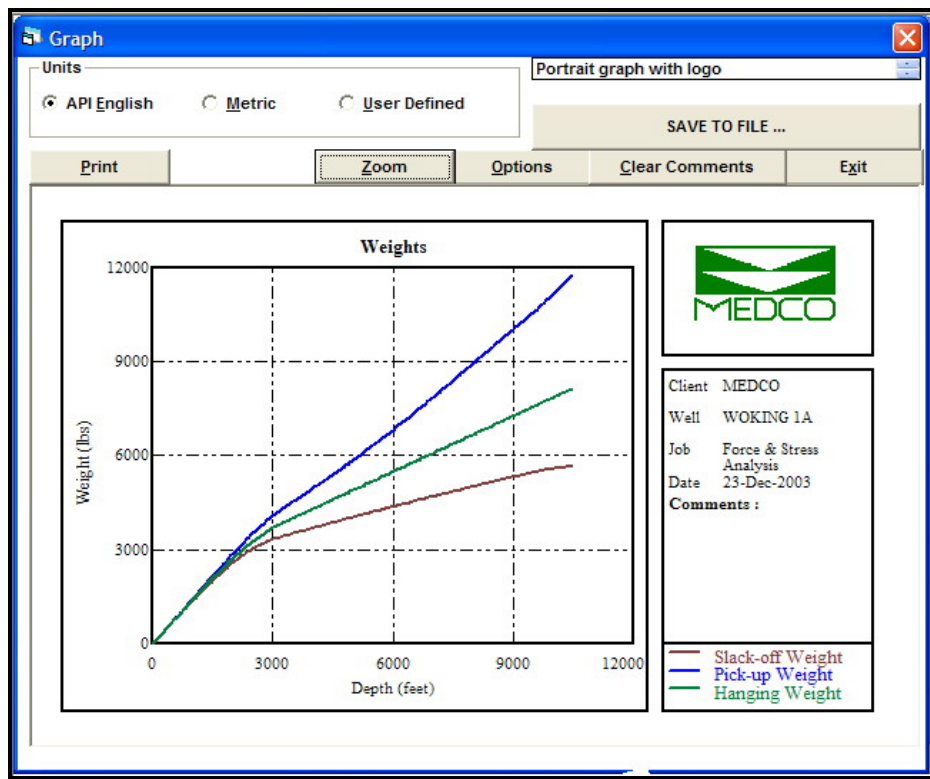 Graph
Units
API English
Metric
User Defined
Portrait graph with logo
SAVE TO FILE ...
Print
Zoom
Options
Clear Comments
Exit
Weights
12000
9000
6000
3000
0
Weight (lbs)
0 3000 6000 9000 12000
Depth (feet)
MEDCO
Client MEDCO
Well WOKING 1A
Job Force & Stress
Analysis
Date 23-Dec-2003
Comments :
Slack-off Weight
Pick-up Weight
Hanging Weight